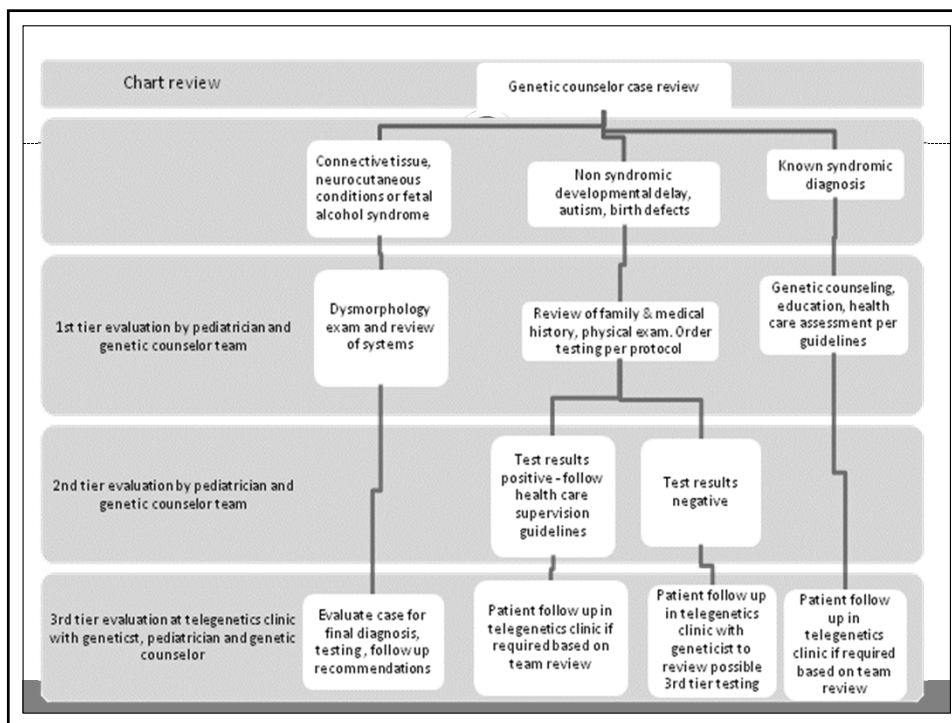 Chart review
Genetic counselor case review
Connective tissue,
neurocutaneous
conditions or fetal
alcohol syndrome
Non syndromic
developmental delay,
autism, birth defects
Known syndromic
diagnosis
1st tier evaluation by pediatrician and
genetic counselor team
Dysmorphology
exam and review
of systems
Review of family & medical
history, physical exam. Order
testing per protocol
Genetic counseling,
education, health
care assessment per
guidelines
2nd tier evaluation by pediatrician and
genetic counselor team
Test results
positive - follow
health care
supervision
guidelines
Test results
negative
3rd tier evaluation at telegenetics clinic
with geneticst, pediatrician and genetic
counselor
Evaluate case for
final diagnosis,
testing , follow up
recommendations
Patient follow up in
telegenetics clinic if
required based on
team review
Patient follow up
in telegenetics
clinic with
geneticist to
review possible
3rd tier testing
Patient follow
up in
telegenetics
clinic if required
based on team
review